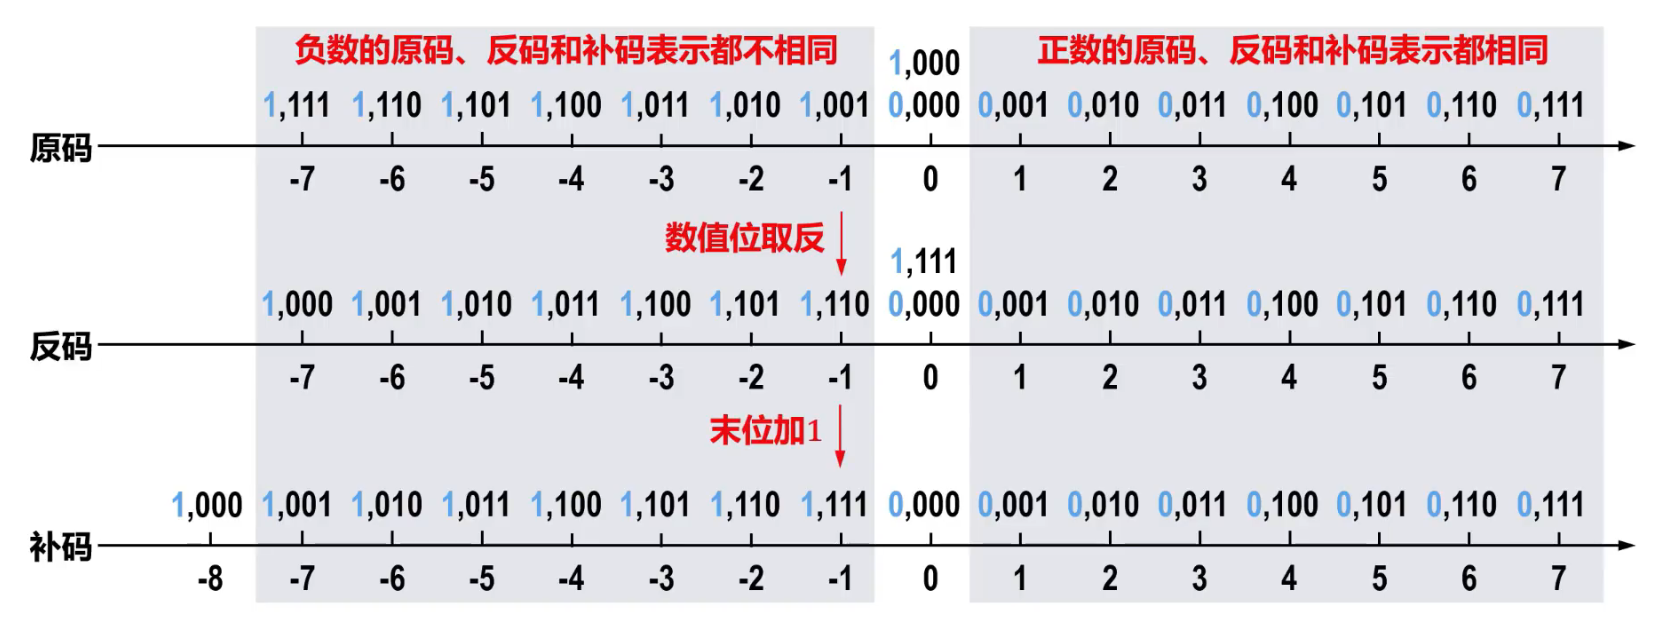 负数的原码、反码和补码表示都不相同 正数的原码、反码和补码表示都相同
1,000
1,111 1,110 1,101 1,100 1,011 1,010 1,001 0,000 0,001 0,010 0,011 0,100 0,101 0,110 0,111
原码
-7 -6 -5 -4 -3 -2 -1 0 1 2 3 4 5 6 7
数值位取反
1,111
1,000 1,001 1,010 1,011 1,100 1,101 1,110 0,000 0,001 0,010 0,011 0,100 0,101 0,110 0,111
反码
-7 -6 -5 -4 -3 -2 -1 0 1 2 3 4 5 6 7
末位加1
1,000 1,001 1,010 1,011 1,100 1,101 1,110 1,111 0,000 0,001 0,010 0,011 0,100 0,101 0,110 0,111
补码
-8 -7 -6 -5 -4 -3 -2 -1 0 1 2 3 4 5 6 7